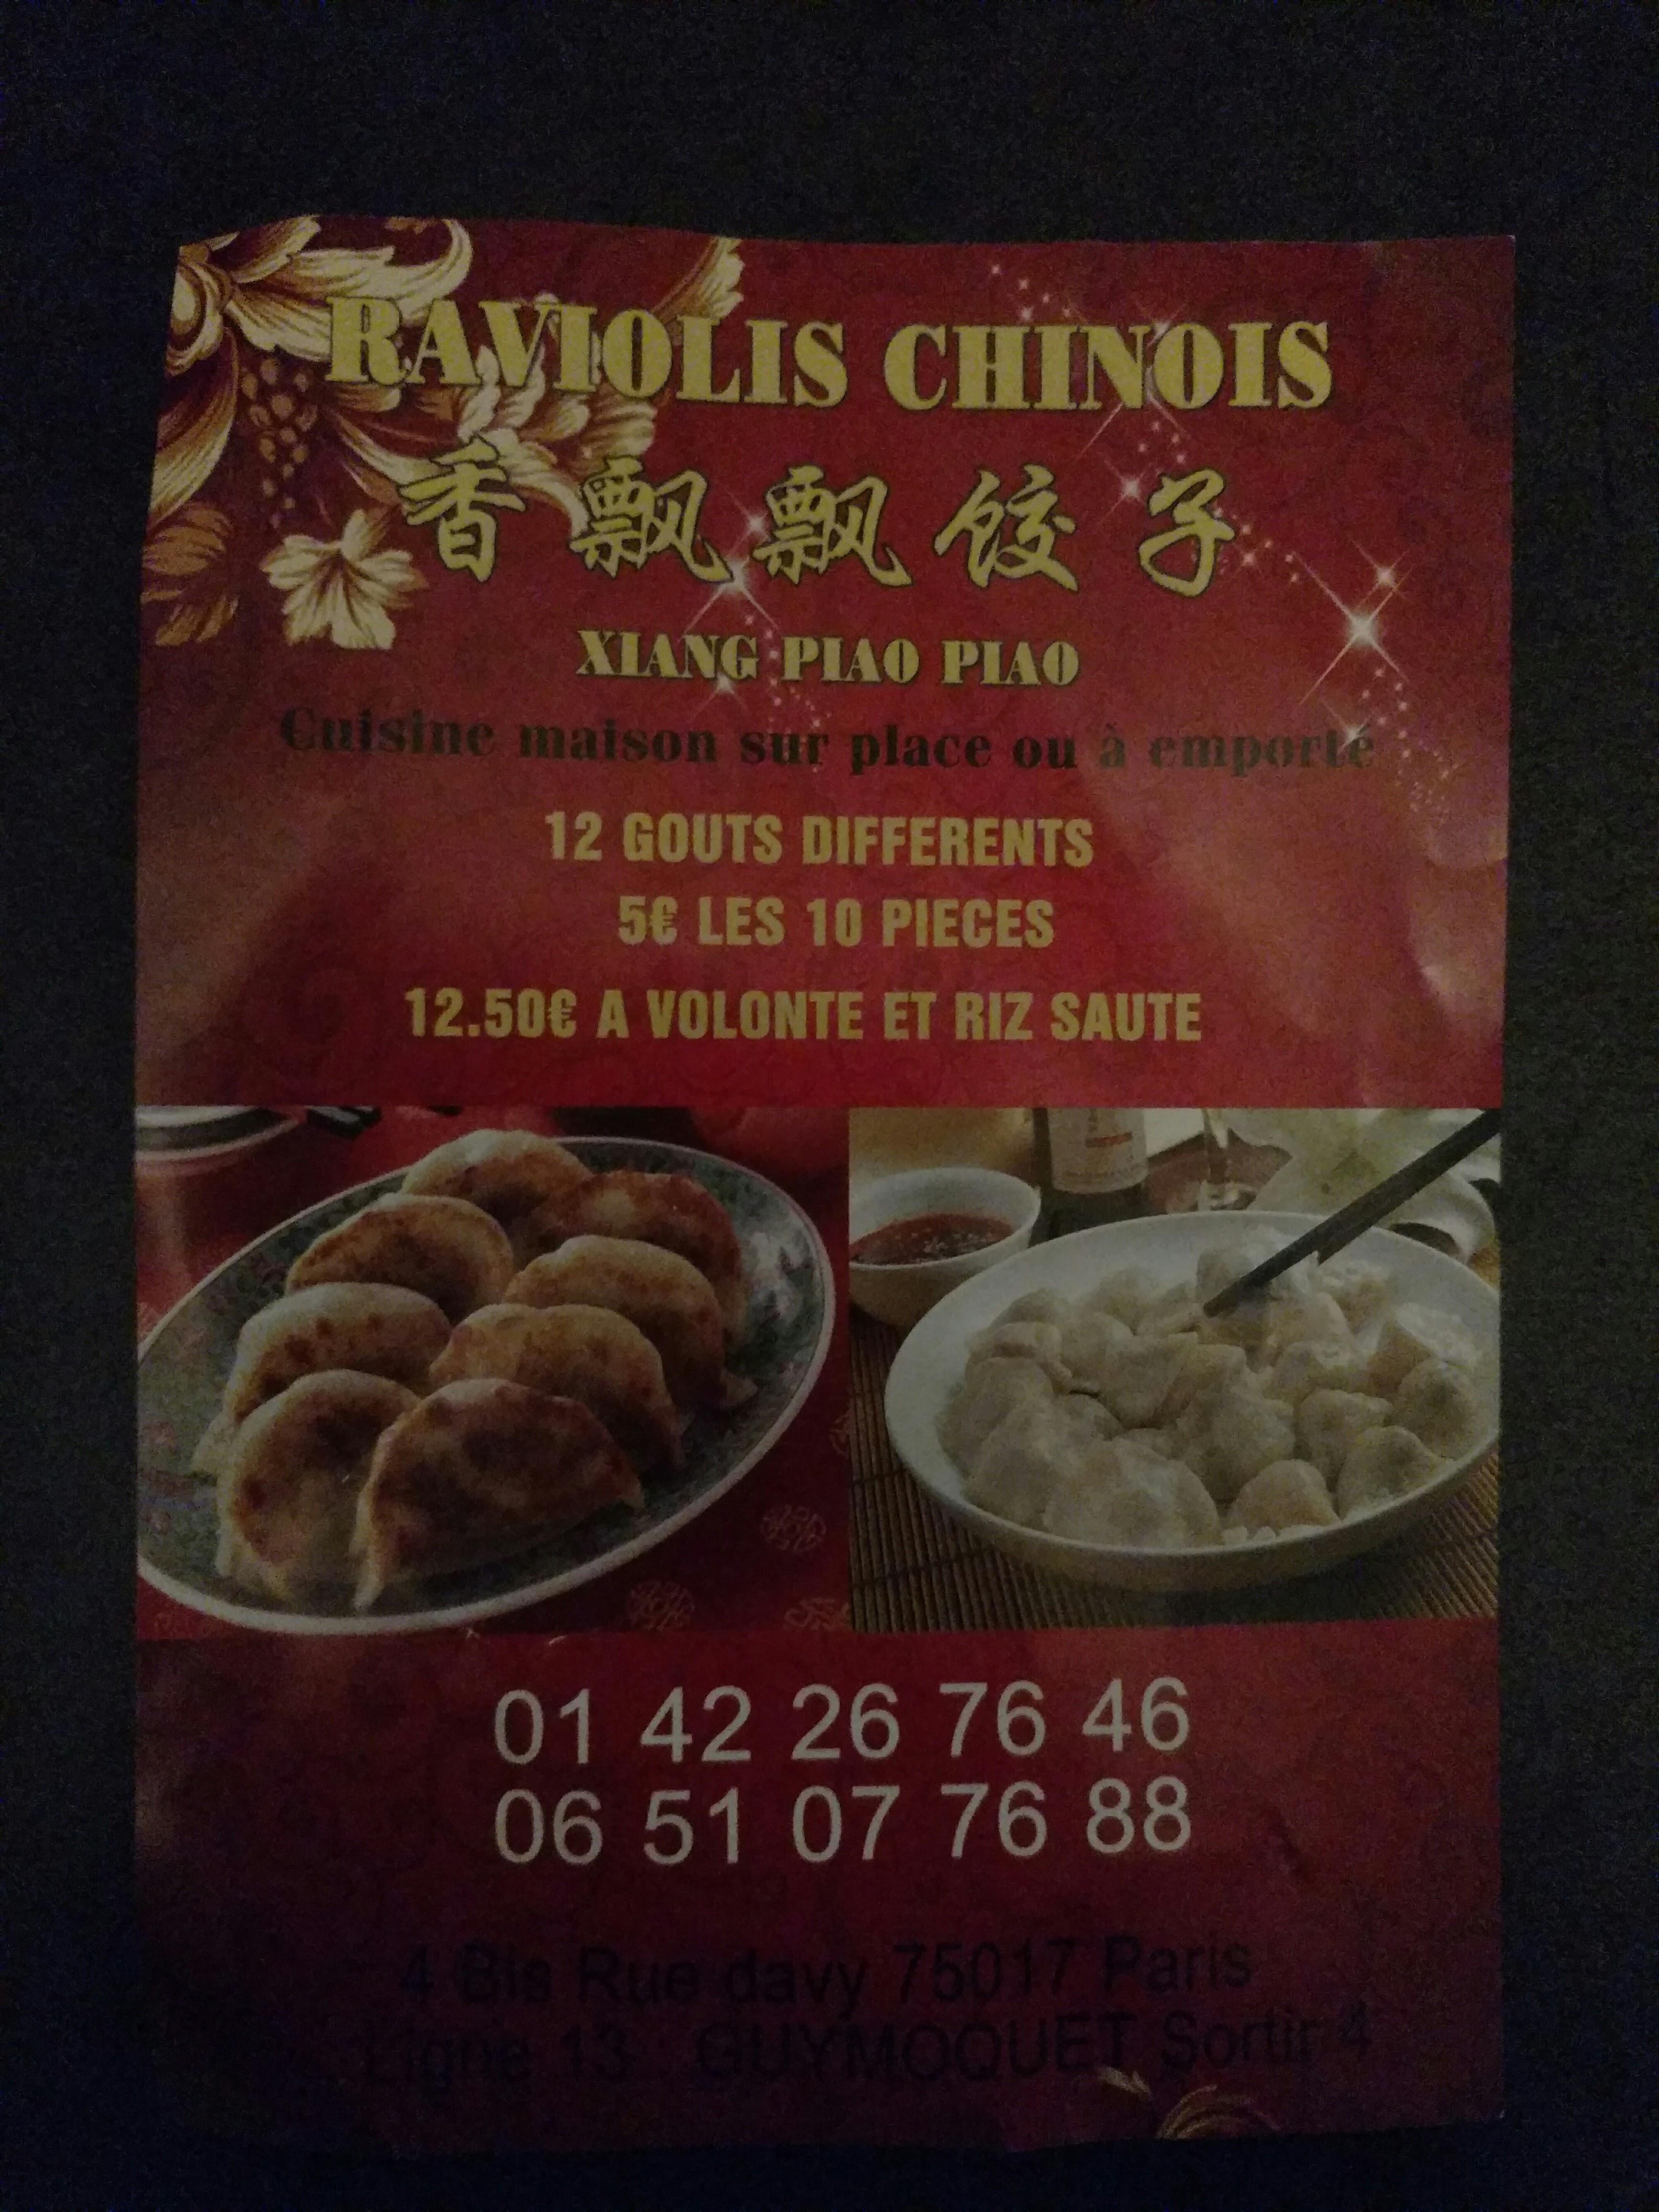 RAVIOLIS CHINOIS
香飘飘饺子
XIANG PIAO PIAO
Cuisine maison sur place ou à emporté
12 GOUTS DIFFERENTS
5€ LES 10 PIECES
12.50€ A VOLONTE ET RIZ SAUTE
01 42 26 76 46
06 51 07 76 88
4 Bis Rue davy 75017 Paris
Ligne 13 : GUYMOQUET Sortir 4